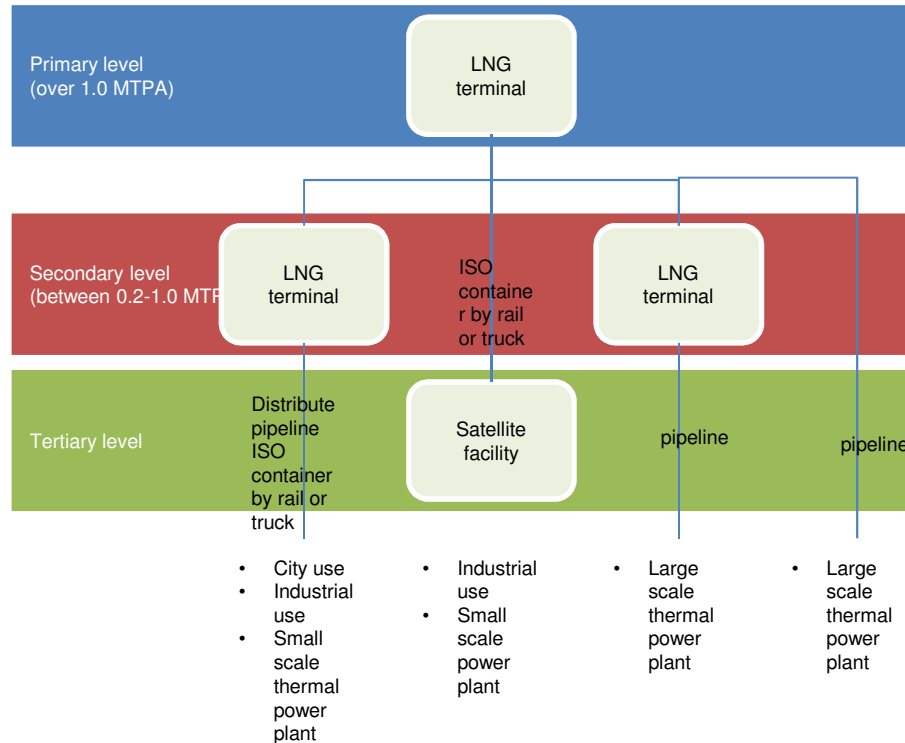 Primary level
(over 1.0 MTPA)
LNG
terminal
Secondary level
(between 0.2-1.0 MTP
LNG
terminal
ISO
containe
r by rail
or truck
LNG
terminal
Tertiary level
Distribute
pipeline
ISO
container
by rail or
truck
Satellite
facility
pipeline
pipeline
• City use
• Industrial
use
• Small
scale
thermal
power
plant
• Industrial
use
• Small
scale
power
plant
• Large
scale
thermal
power
plant
• Large
scale
thermal
power
plant